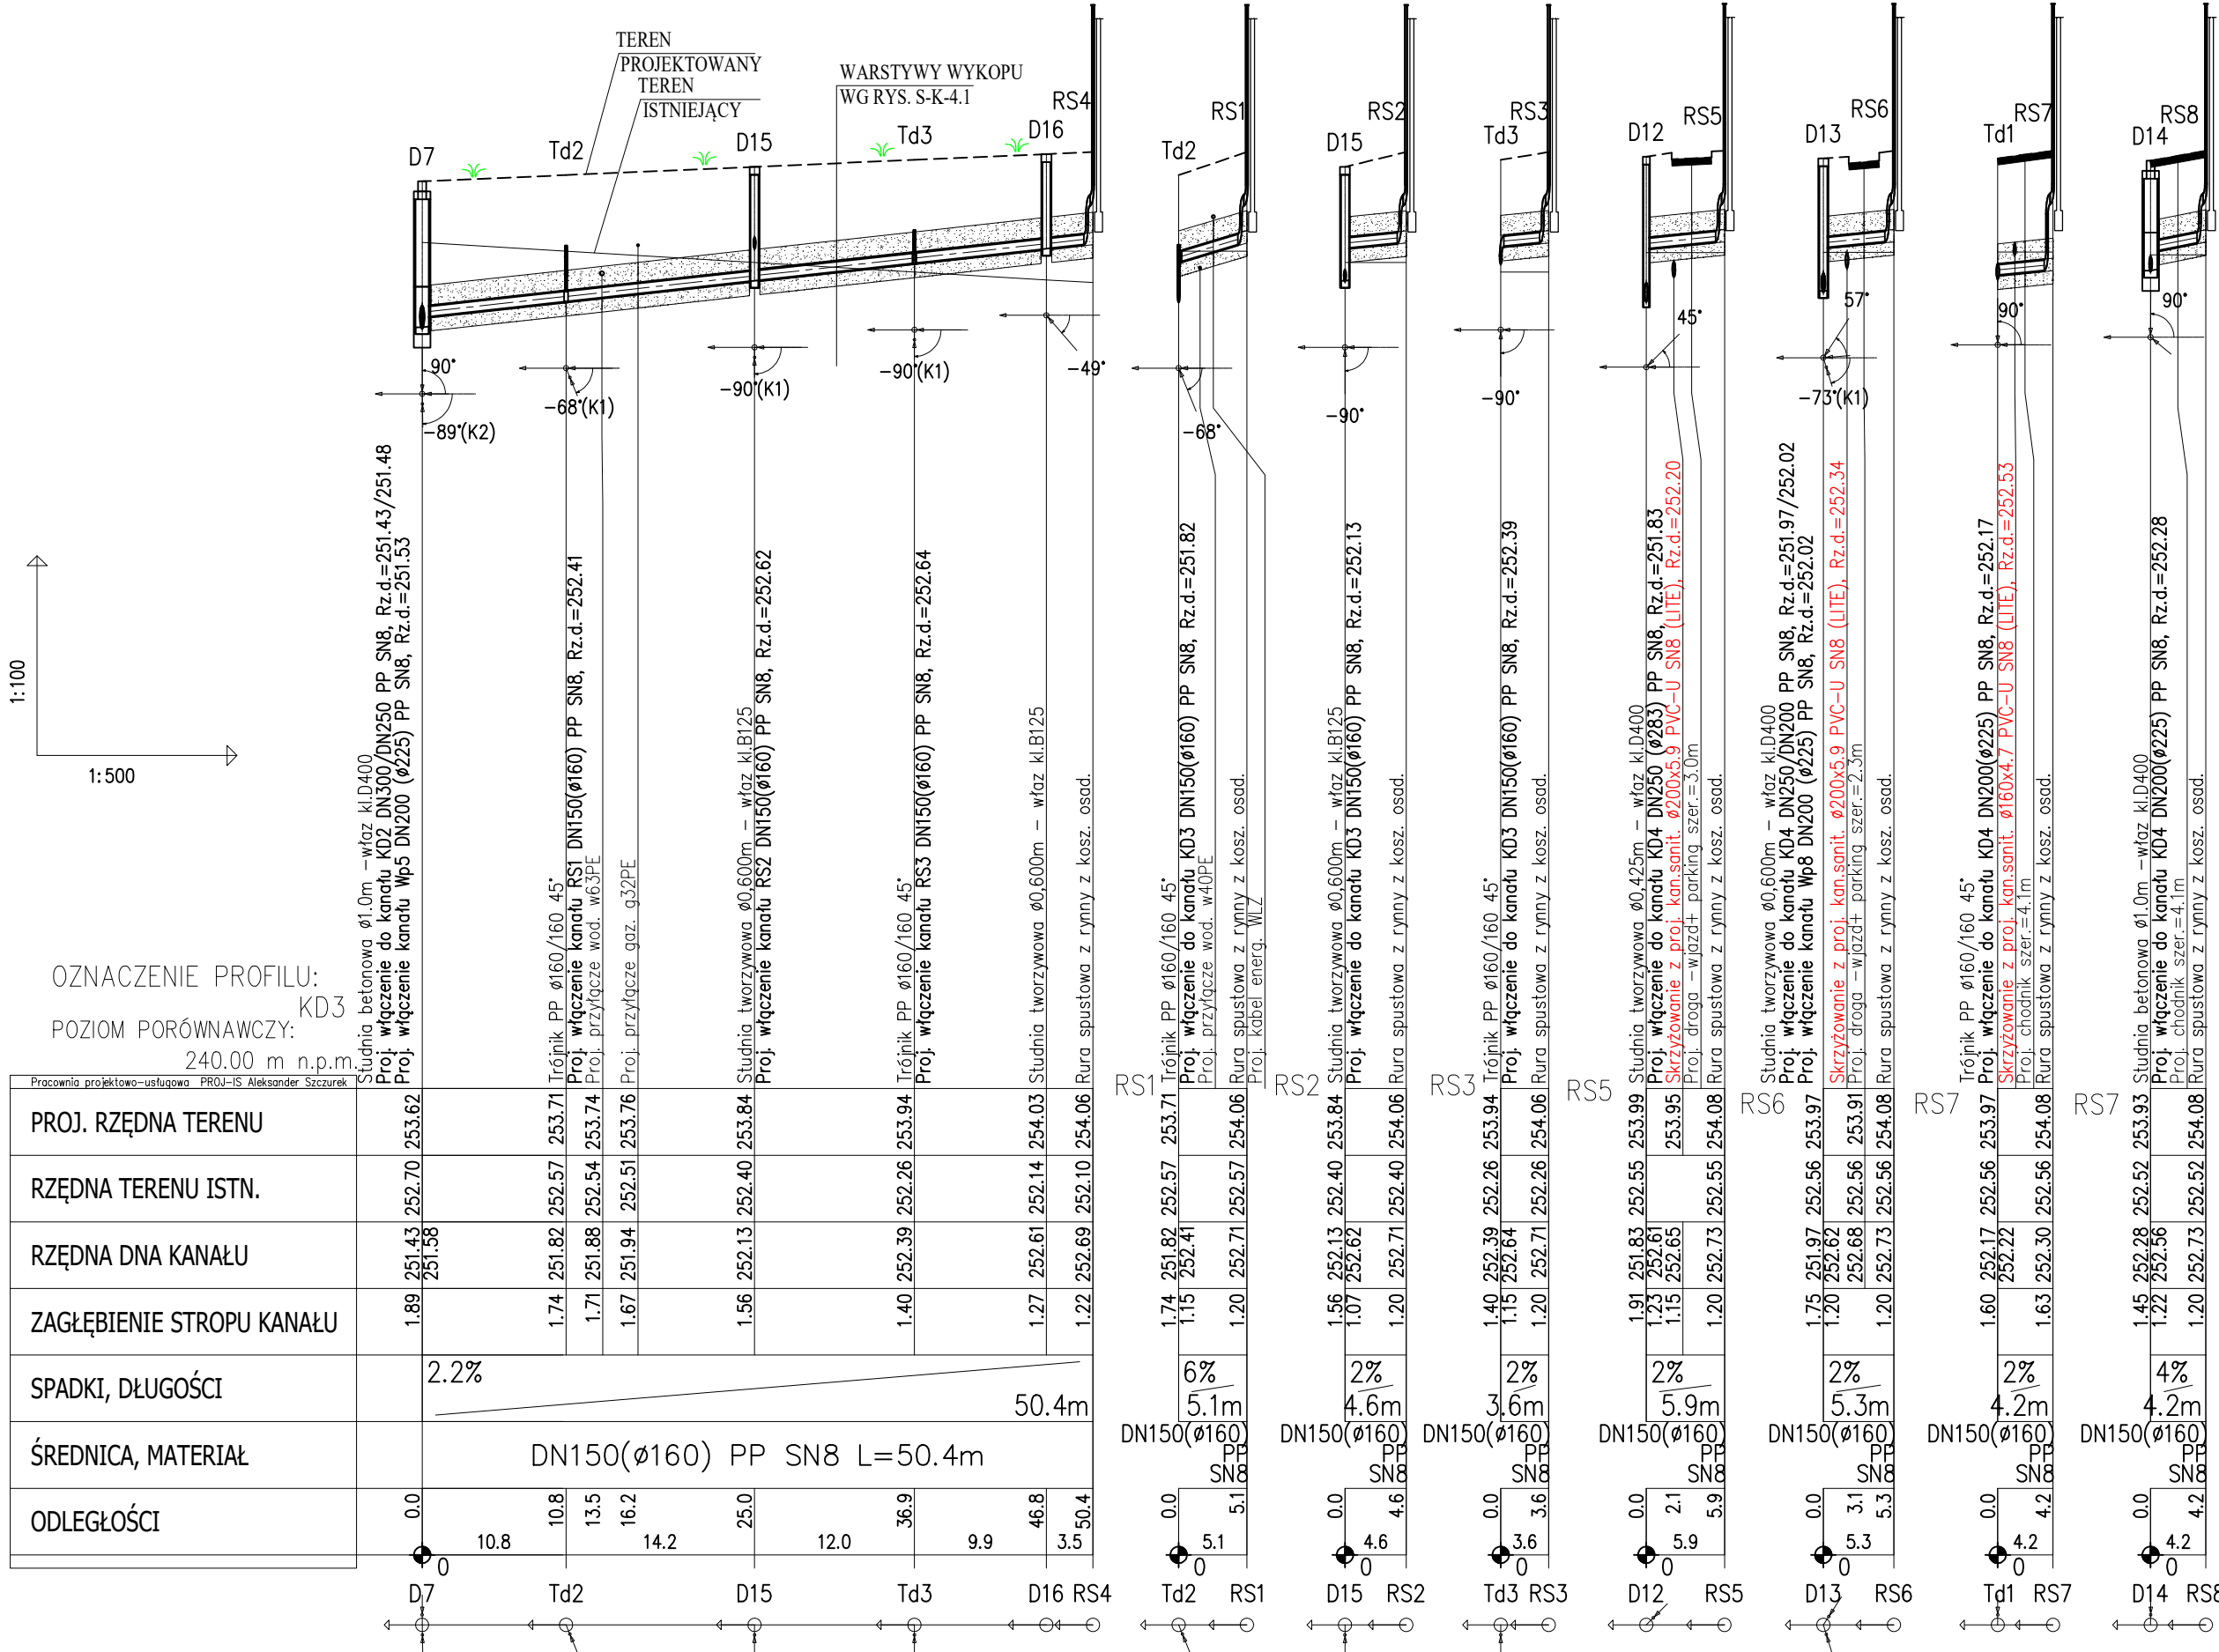 TEREN
PROJEKTOWANY
TEREN
ISTNIEJĄCY
WARSTYWY WYKOPU
WG RYS. S-K-4.1
D7
Td2
D15
Td3
D16
RS4
Td2
RS1
D15
RS2
Td3
RS3
D12
RS5
D13
RS6
Td1
RS7
D14
RS8
90°
-89°(K2)
-68°(K1)
-90°(K1)
-90°(K1)
-49°
-68°
-90°
-90°
45°
57°
-73°(K1)
90°
90°
1:100
1:500
OZNACZENIE PROFILU:
KD3
POZIOM PORÓWNAWCZY:
240.00 m n.p.m.
Pracownia projektowo-usługowa PROJ-IS Aleksander Szczurek
Studnia betonowa ø1.0m -właz kl.D400
Proj. włączenie do kanału KD2 DN300/DN250 PP SN8, Rz.d.=251.43/251.48
Proj. włączenie kanału Wp5 DN200 (ø225) PP SN8, Rz.d.=251.53
Trójnik PP ø160/160 45°
Proj. włączenie kanału RS1 DN150(ø160) PP SN8, Rz.d.=252.41
Proj. przyłącze wod. w63PE
Proj. przyłącze gaz. g32PE
Studnia tworzywowa ø0,600m - właz kl.B125
Proj. włączenie kanału RS2 DN150(ø160) PP SN8, Rz.d.=252.62
Trójnik PP ø160/160 45°
Proj. włączenie kanału RS3 DN150(ø160) PP SN8, Rz.d.=252.64
Studnia tworzywowa ø0,600m - właz kl.B125
Rura spustowa z rynny z kosz. osad.
Trójnik PP ø160/160 45°
Proj. włączenie do kanału KD3 DN150(ø160) PP SN8, Rz.d.=251.82
Proj. przyłącze wod. w40PE
Rura spustowa z rynny z kosz. osad.
Proj. kabel energ. WLZ
Studnia tworzywowa ø0,600m - właz kl.B125
Proj. włączenie do kanału KD3 DN150(ø160) PP SN8, Rz.d.=252.13
Rura spustowa z rynny z kosz. osad.
Trójnik PP ø160/160 45°
Proj. włączenie do kanału KD3 DN150(ø160) PP SN8, Rz.d.=252.39
Rura spustowa z rynny z kosz. osad.
Studnia tworzywowa ø0,425m - właz kl.D400
Proj. włączenie do kanału KD4 DN250 (ø283) PP SN8, Rz.d.=251.83
Skrzyżowanie z proj. kan.sanit. ø200x5.9 PVC-U SN8 (LITE), Rz.d.=252.20
Proj. droga -wjazd+ parking szer.=3.0m
Rura spustowa z rynny z kosz. osad.
Studnia tworzywowa ø0,600m - właz kl.D400
Proj. włączenie do kanału KD4 DN250/DN200 PP SN8, Rz.d.=251.97/252.02
Proj. włączenie kanału Wp8 DN200 (ø225) PP SN8, Rz.d.=252.02
Skrzyżowanie z proj. kan.sanit. ø200x5.9 PVC-U SN8 (LITE), Rz.d.=252.34
Proj. droga -wjazd+ parking szer.=2.3m
Rura spustowa z rynny z kosz. osad.
Trójnik PP ø160/160 45°
Proj. włączenie do kanału KD4 DN200(ø225) PP SN8, Rz.d.=252.17
Skrzyżowanie z proj. kan.sanit. ø160x4.7 PVC-U SN8 (LITE), Rz.d.=252.53
Proj. chodnik szer.=4.1m
Rura spustowa z rynny z kosz. osad.
Studnia betonowa ø1.0m -właz kl.D400
Proj. włączenie do kanału KD4 DN200(ø225) PP SN8, Rz.d.=252.28
Proj. chodnik szer.=4.1m
Rura spustowa z rynny z kosz. osad.
RS1
RS2
RS3
RS5
RS6
RS7
RS7
PROJ. RZĘDNA TERENU
253.62 253.71 253.74 253.76 253.84 253.94 254.03 254.06
253.71 254.06
253.84 254.06
253.94 254.06
253.99 253.95 254.08
253.97 253.91 254.08
253.97 254.08
253.93 254.08
RZĘDNA TERENU ISTN.
252.70 252.57 252.54 252.51 252.40 252.26 252.14 252.10
252.57 252.57
252.40 252.40
252.26 252.26
252.55 252.55
252.56 252.56 252.56
252.56 252.56
252.52 252.52
RZĘDNA DNA KANAŁU
251.43 251.58 251.82 251.88 251.94 252.13 252.39 252.61 252.69
251.82 252.41 252.71
252.13 252.62 252.71
252.39 252.64 252.71
251.83 252.61 252.65 252.73
251.97 252.62 252.68 252.73
252.17 252.22 252.30
252.28 252.56 252.73
ZAGŁĘBIENIE STROPU KANAŁU
1.89 1.74 1.71 1.67 1.56 1.40 1.27 1.22
1.74 1.15 1.20
1.56 1.07 1.20
1.40 1.15 1.20
1.91 1.23 1.15 1.20
1.75 1.20 1.20
1.60 1.63
1.45 1.22 1.20
SPADKI, DŁUGOŚCI
2.2%
50.4m
6%
5.1m
2%
4.6m
2%
3.6m
2%
5.9m
2%
5.3m
2%
4.2m
4%
4.2m
ŚREDNICA, MATERIAŁ
DN150(ø160) PP SN8 L=50.4m
DN150(ø160)
PP
SN8
DN150(ø160)
PP
SN8
DN150(ø160)
PP
SN8
DN150(ø160)
PP
SN8
DN150(ø160)
PP
SN8
DN150(ø160)
PP
SN8
DN150(ø160)
PP
SN8
ODLEGŁOŚCI
0.0 10.8 13.5 16.2 25.0 36.9 46.8 50.4
0.0 5.1
0.0 4.6
0.0 3.6
0.0 2.1 5.9
0.0 3.1 5.3
0.0 4.2
0.0 4.2
10.8 14.2 12.0 9.9 3.5
5.1
4.6
3.6
5.9
5.3
4.2
4.2
0 0 0 0 0 0 0 0
D7 Td2 D15 Td3 D16 RS4
Td2 RS1
D15 RS2
Td3 RS3
D12 RS5
D13 RS6
Td1 RS7
D14 RS8